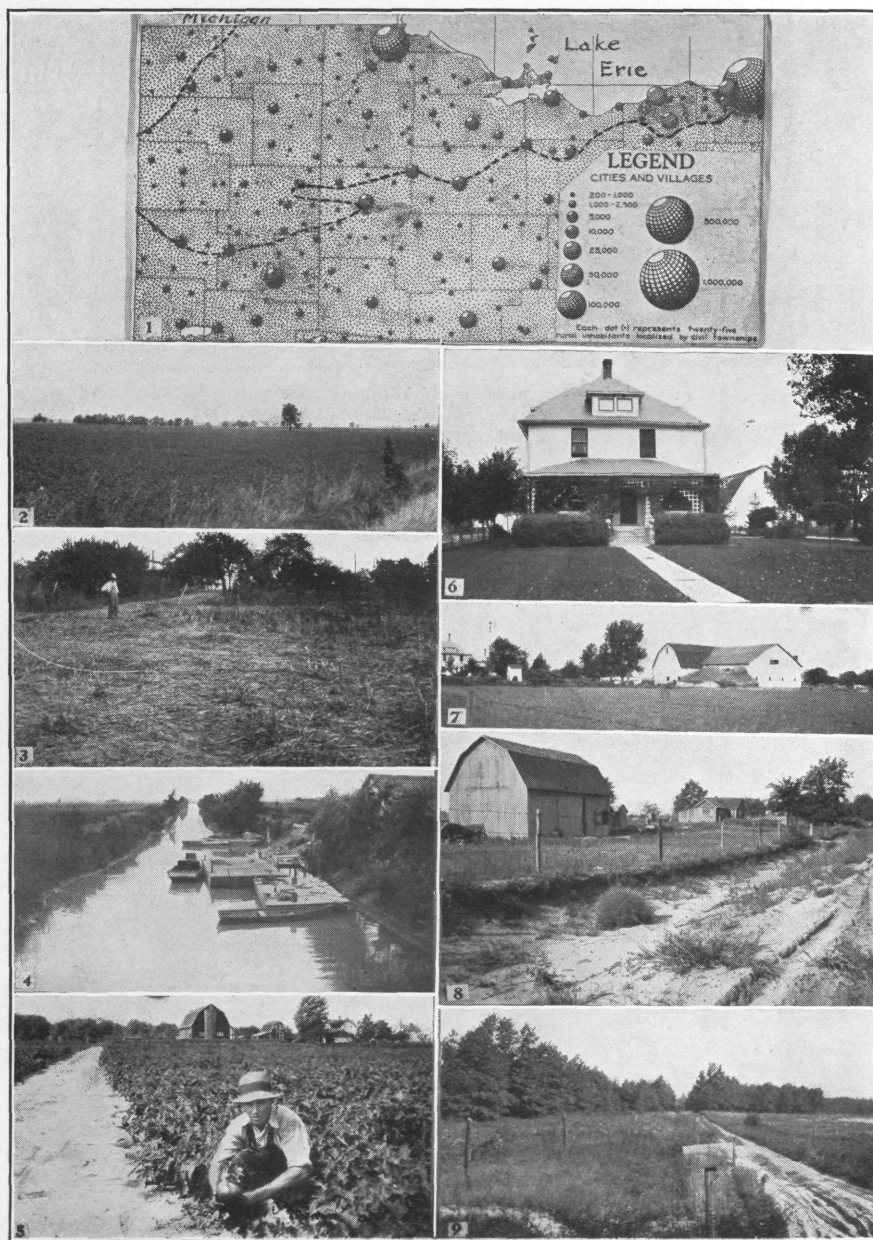 Michigan
Lake
Erie
LEGEND
CITIES AND VILLAGES
200-1,000
1,000-2,500
5,000
10,000
25,000
50,000
100,000
500,000
1,000,000
Each dot (•) represents twenty-five
rural inhabitants localized by civil townships
1
2
3
4
5
6
7
8
9